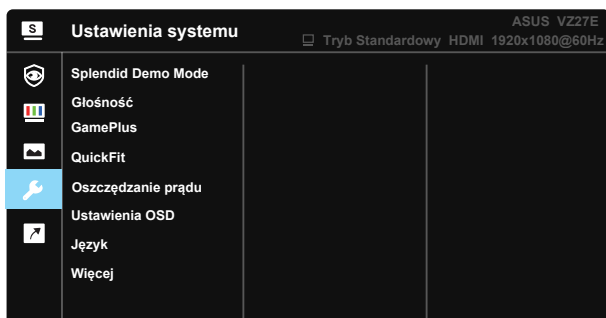 S
Ustawienia systemu
ASUS VZ27E
Tryb Standardowy HDMI 1920x1080@60Hz
Splendid Demo Mode
Głośność
GamePlus
QuickFit
Oszczędzanie prądu
Ustawienia OSD
Język
Więcej